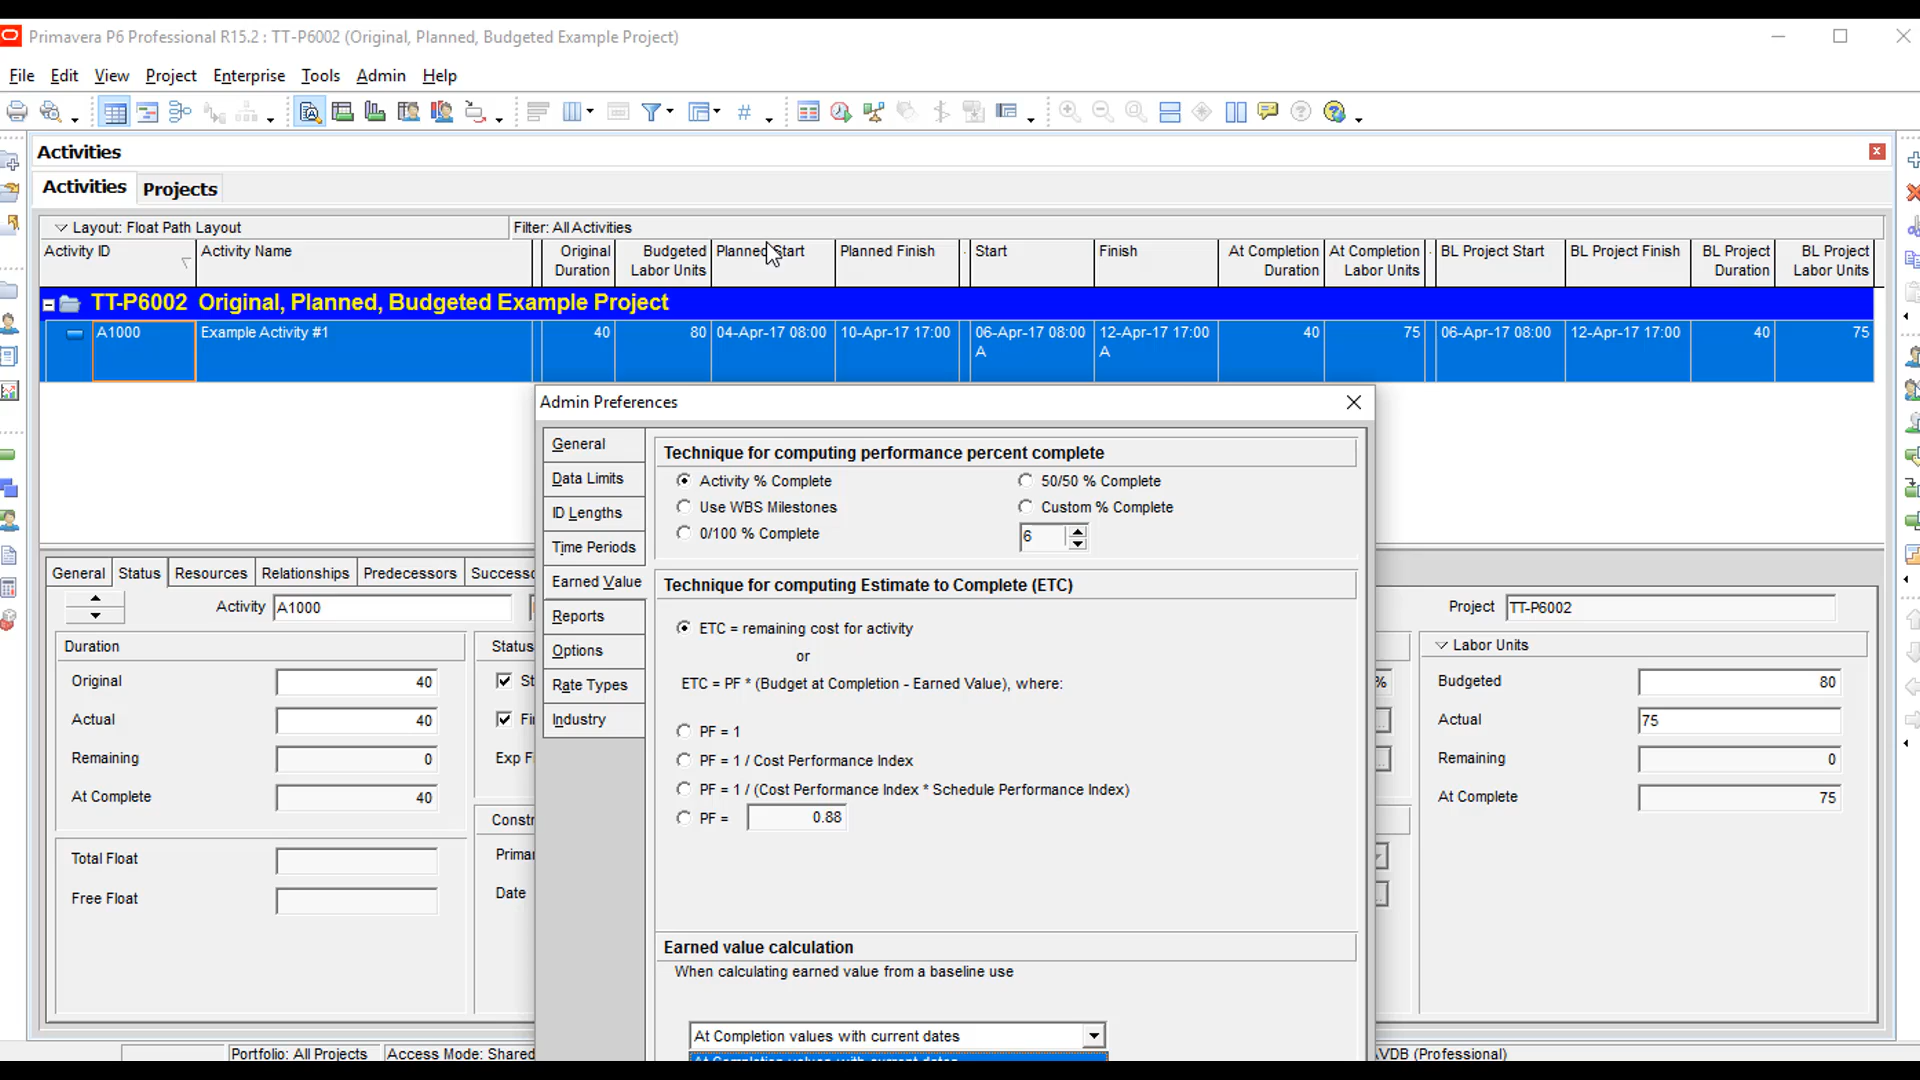 Primavera P6 Professional R15.2 : TT-P6002 (Original, Planned, Budgeted Example Project)
File Edit View Project Enterprise Tools Admin Help
Activities
Activities Projects
Layout: Float Path Layout Filter: All Activities
Activity ID Activity Name Original Duration Budgeted Labor Units Planned Start Planned Finish Start Finish At Completion Duration At Completion Labor Units BL Project Start BL Project Finish BL Project Duration BL Project Labor Units
TT-P6002 Original, Planned, Budgeted Example Project
A1000 Example Activity #1 40 80 04-Apr-17 08:00 10-Apr-17 17:00 06-Apr-17 08:00 A 12-Apr-17 17:00 A 40 75 06-Apr-17 08:00 12-Apr-17 17:00 40 75
Admin Preferences
General
Data Limits
ID Lengths
Time Periods
Earned Value
Reports
Options
Rate Types
Industry
Technique for computing performance percent complete
Activity % Complete 50/50 % Complete
Use WBS Milestones Custom % Complete
0/100 % Complete 6
Technique for computing Estimate to Complete (ETC)
ETC = remaining cost for activity
or
ETC = PF * (Budget at Completion - Earned Value), where:
PF = 1
PF = 1 / Cost Performance Index
PF = 1 / (Cost Performance Index * Schedule Performance Index)
PF = 0.88
Earned value calculation
When calculating earned value from a baseline use
At Completion values with current dates
At Completion values with current dates
General Status Resources Relationships Predecessors Success
Activity A1000 Project TT-P6002
Duration
Original 40
Actual 40
Remaining 0
At Complete 40
Total Float
Free Float
Status
St
Fi
Exp F
Constr
Primar
Date
%
Labor Units
Budgeted 80
Actual 75
Remaining 0
At Complete 75
Portfolio: All Projects Access Mode: Shared VDB (Professional)